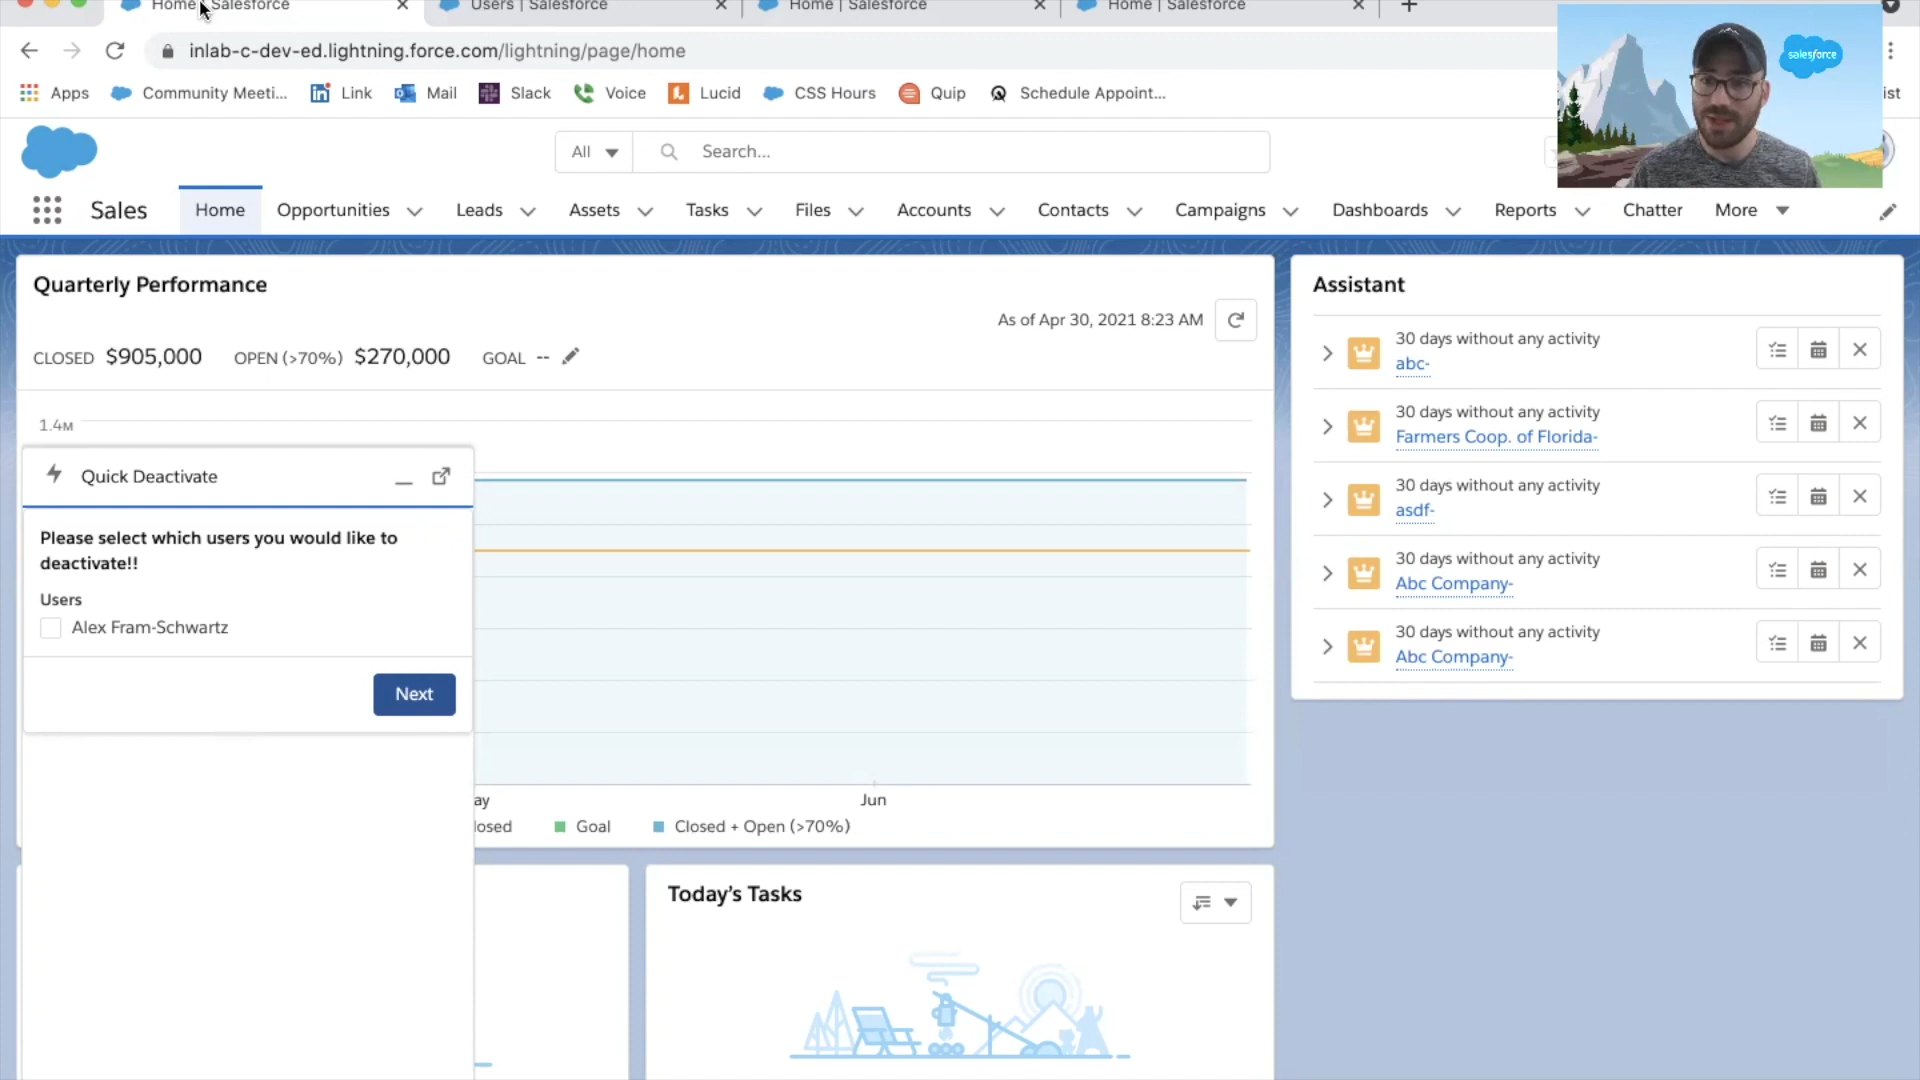 Home | Salesforce
Users | Salesforce
Home | Salesforce
Home | Salesforce
inlab-c-dev-ed.lightning.force.com/lightning/page/home
Apps
Community Meeti...
Link
Mail
Slack
Voice
Lucid
CSS Hours
Quip
Schedule Appoint...
ist
salesforce
All
Search...
Sales
Home
Opportunities
Leads
Assets
Tasks
Files
Accounts
Contacts
Campaigns
Dashboards
Reports
Chatter
More
Quarterly Performance
As of Apr 30, 2021 8:23 AM
CLOSED $905,000 OPEN (>70%) $270,000 GOAL --
1.4M
Quick Deactivate
Please select which users you would like to
deactivate!!
Users
Alex Fram-Schwartz
Next
ay
Jun
losed
Goal
Closed + Open (>70%)
Today's Tasks
Assistant
30 days without any activity
abc-
30 days without any activity
Farmers Coop. of Florida-
30 days without any activity
asdf-
30 days without any activity
Abc Company-
30 days without any activity
Abc Company-